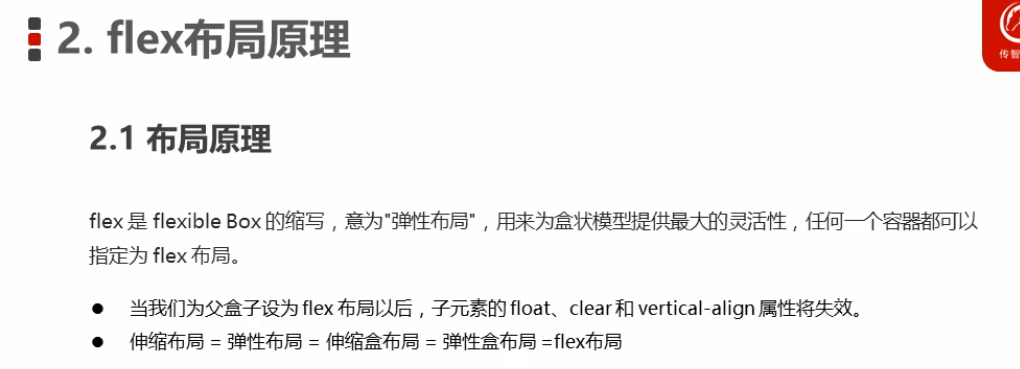 2. flex布局原理
传智
2.1 布局原理
flex 是 flexible Box 的缩写，意为"弹性布局"，用来为盒状模型提供最大的灵活性，任何一个容器都可以
指定为 flex 布局。
● 当我们为父盒子设为 flex 布局以后，子元素的 float、clear 和 vertical-align 属性将失效。
● 伸缩布局 = 弹性布局 = 伸缩盒布局 = 弹性盒布局 =flex布局